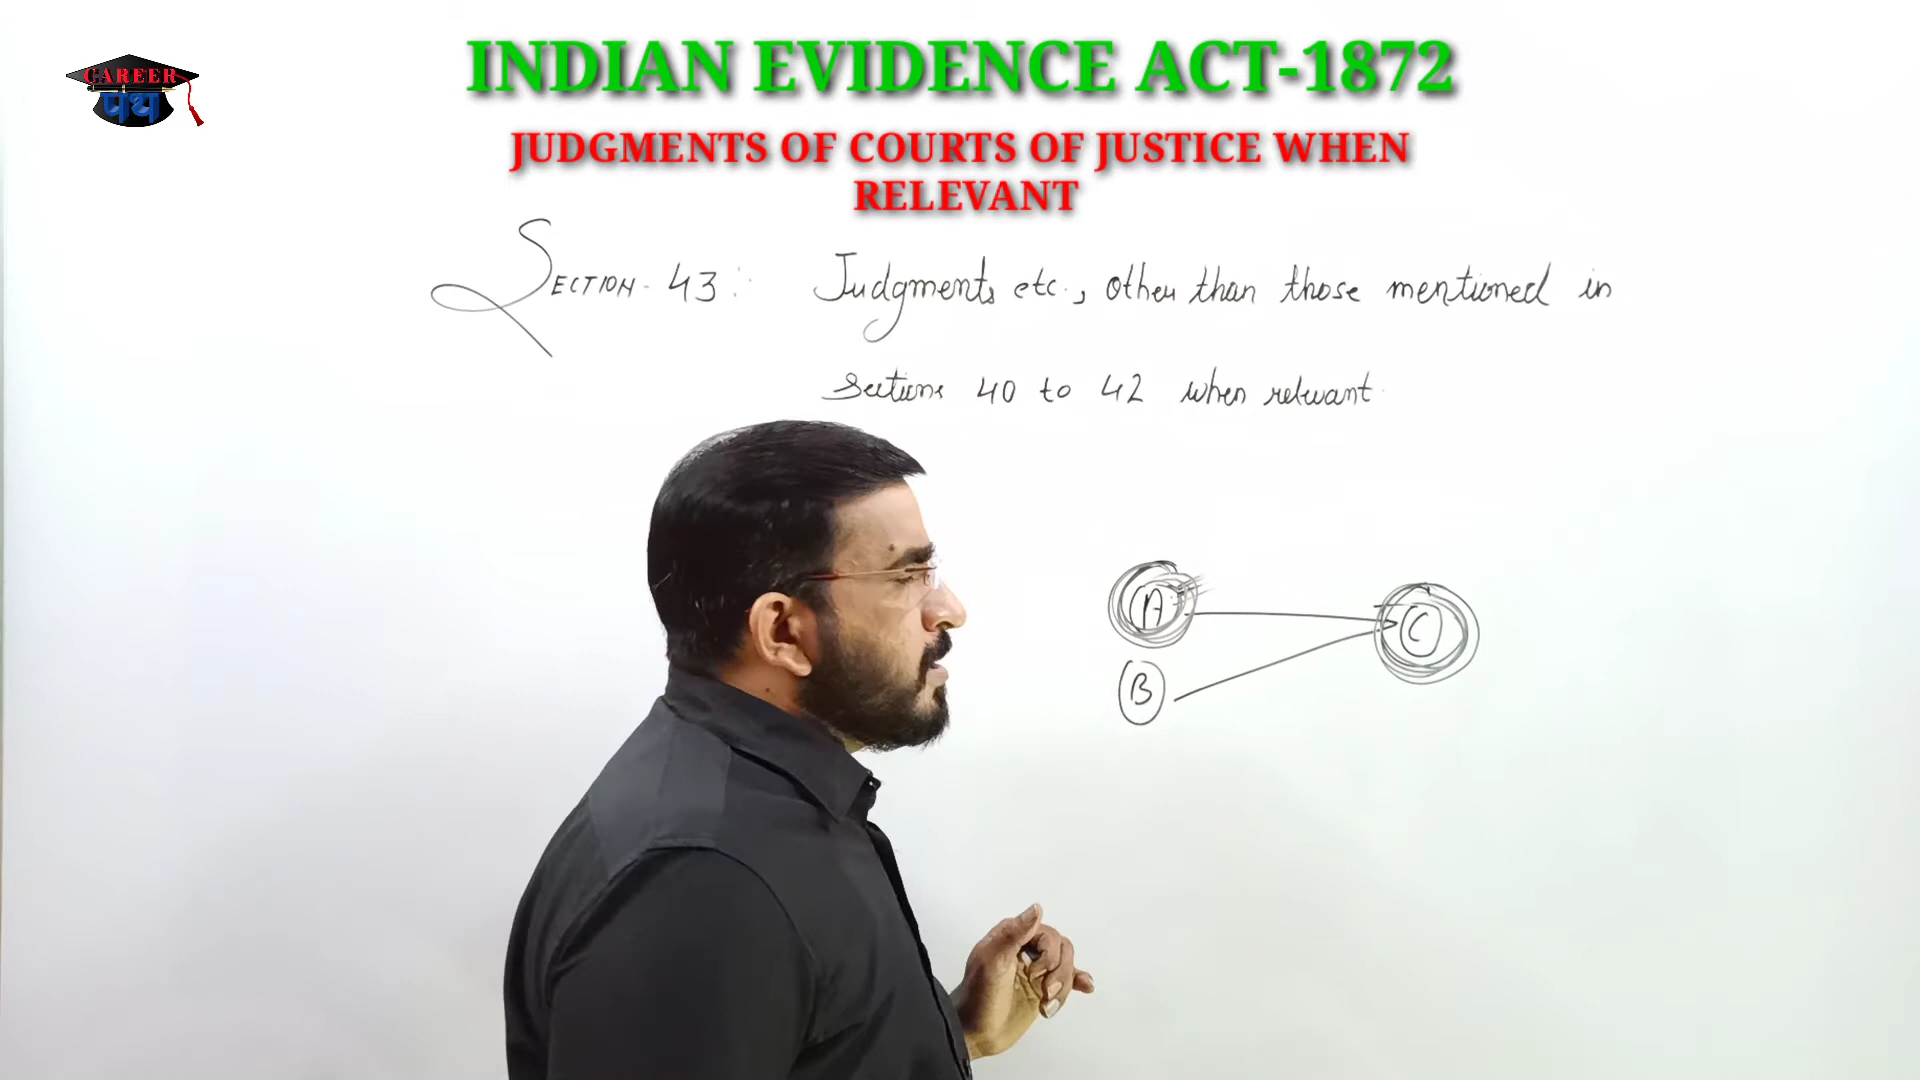 CAREER
पंथ
INDIAN EVIDENCE ACT-1872
JUDGMENTS OF COURTS OF JUSTICE WHEN
RELEVANT
SECTION - 43 : Judgments etc., other than those mentioned in
Sections 40 to 42 when relevant.
A
C
B